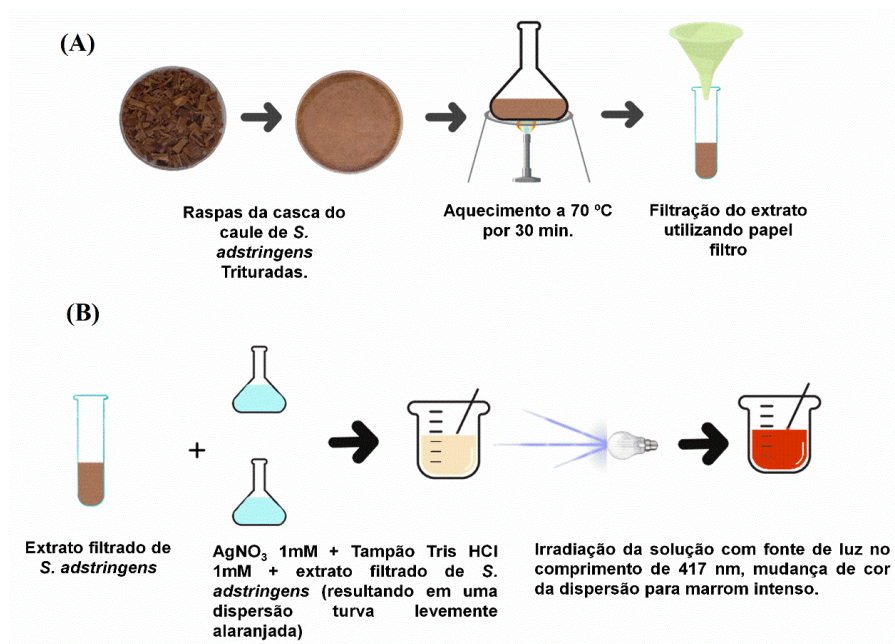 (A)
Raspas da casca do
caule de S.
adstringens
Trituradas.
Aquecimento a 70 ºC
por 30 min.
Filtração do extrato
utilizando papel
filtro
(B)
+
Extrato filtrado de
S. adstringens
AgNO₃ 1mM + Tampão Tris HCl
1mM + extrato filtrado de S.
adstringens (resultando em uma
dispersão turva levemente
alaranjada)
Irradiação da solução com fonte de luz no
comprimento de 417 nm, mudança de cor
da dispersão para marrom intenso.